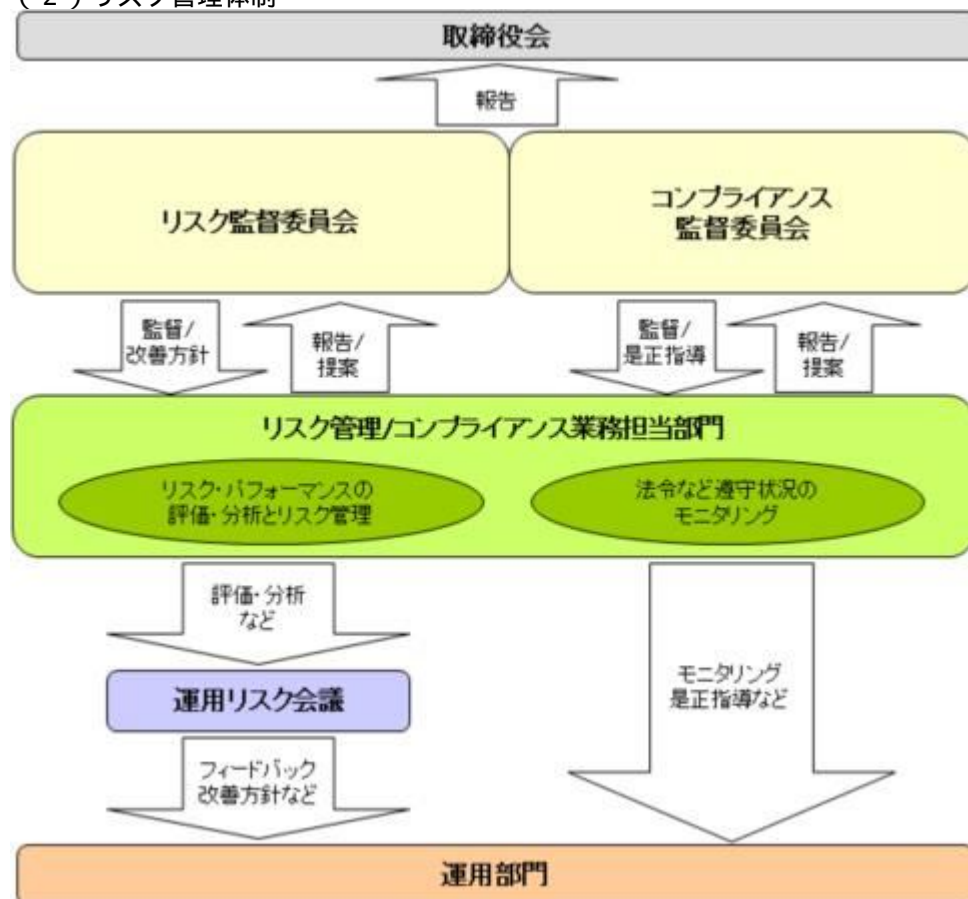 (2)リスク管理体制
取締役会
報告
リスク監督委員会
コンプライアンス
監督委員会
監督/
改善方針
報告/
提案
監督/
是正指導
報告/
提案
リスク管理/コンプライアンス業務担当部門
リスク・パフォーマンスの
評価・分析とリスク管理
法令など遵守状況の
モニタリング
評価・分析
など
運用リスク会議
モニタリング
是正指導など
フィードバック
改善方針など
運用部門